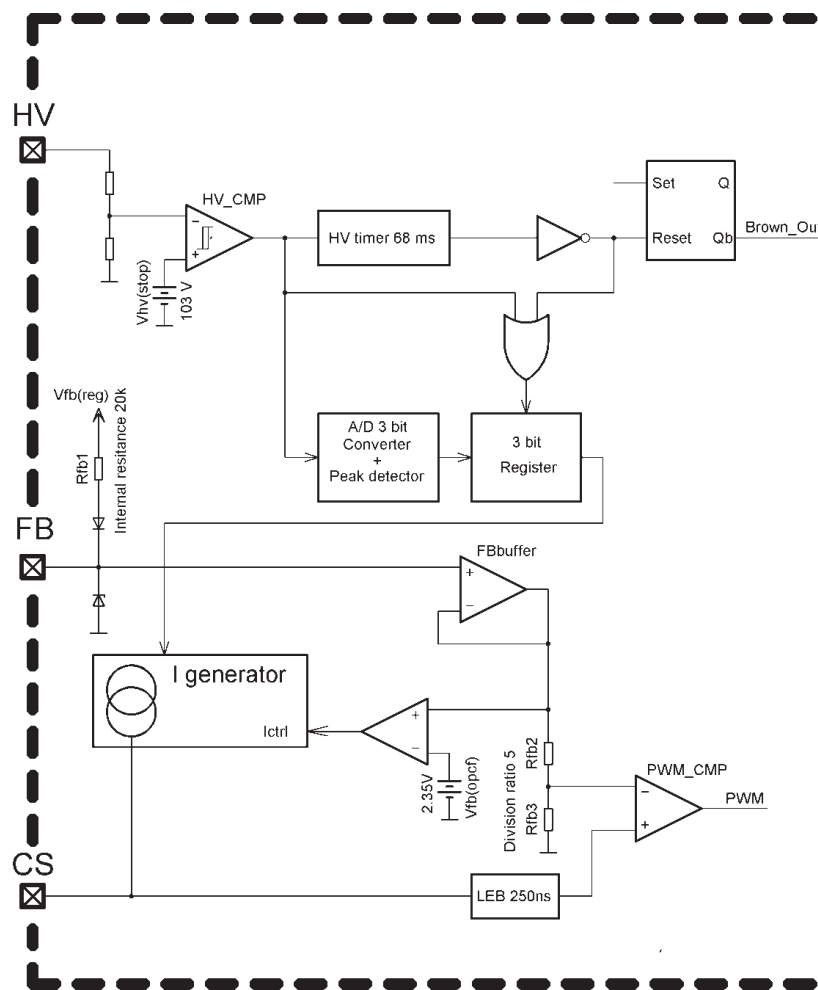 HV
HV_CMP
−
+
Vhv(stop)
103 V
HV timer 68 ms
Set
Q
Reset
Qb
Brown_Ou
Vfb(reg)
Rfb1
Internal resitance 20k
A/D 3 bit
Converter
+
Peak detector
3 bit
Register
FB
FBbuffer
+
−
I generator
Ictrl
+
−
2.35V
Vfb(opcf)
Division ratio 5
Rfb2
Rfb3
PWM_CMP
−
+
PWM
CS
LEB 250ns